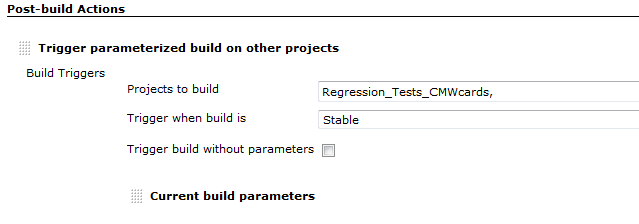 Post-build Actions
Trigger parameterized build on other projects
Build Triggers
Projects to build
Regression_Tests_CMWcards,
Trigger when build is
Stable
Trigger build without parameters
Current build parameters